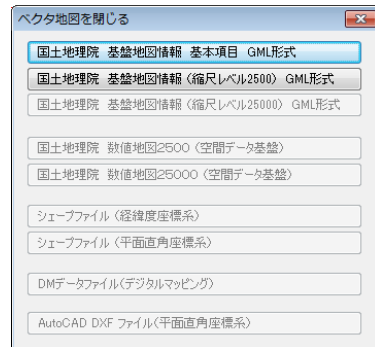 ベクタ地図を閉じる
国土地理院 基盤地図情報 基本項目 GML形式
国土地理院 基盤地図情報(縮尺レベル2500) GML形式
国土地理院 基盤地図情報(縮尺レベル25000) GML形式
国土地理院 数値地図2500(空間データ基盤)
国土地理院 数値地図25000(空間データ基盤)
シェープファイル(経緯度座標系)
シェープファイル(平面直角座標系)
DMデータファイル(デジタルマッピング)
AutoCAD DXF ファイル(平面直角座標系)